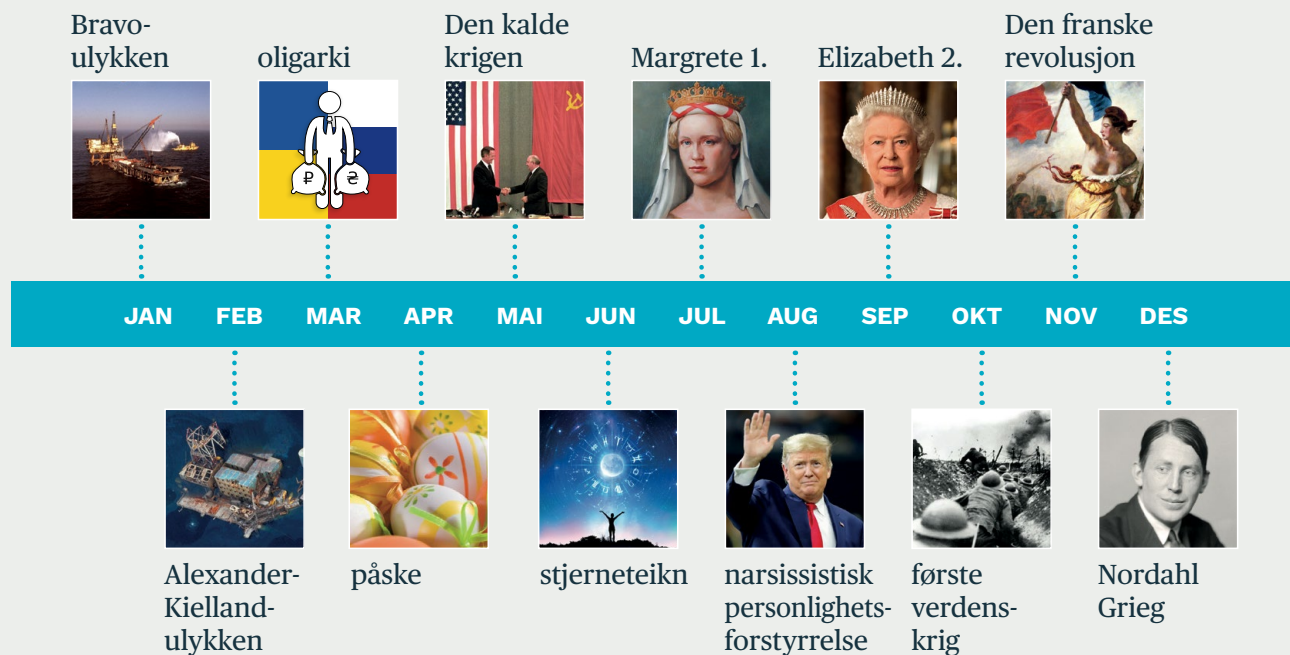 Bravo-
ulykken
oligarki
Den kalde
krigen
Margrete 1.
Elizabeth 2.
Den franske
revolusjon
₽
₴
JAN FEB MAR APR MAI JUN JUL AUG SEP OKT NOV DES
Alexander-
Kielland-
ulykken
påske
stjerneteikn
narsissistisk
personlighets-
forstyrrelse
første
verdens-
krig
Nordahl
Grieg